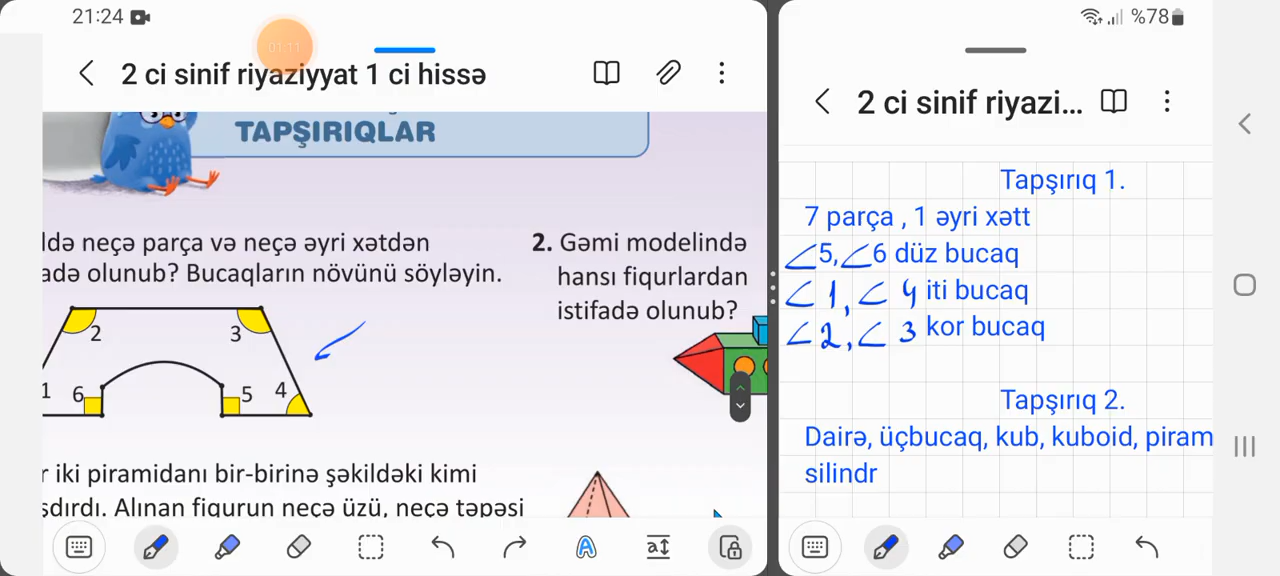 21:24
01:11
%78
2 ci sinif riyaziyyat 1 ci hissə
TAPŞIRIQLAR
ldə neçə parça və neçə əyri xətdən
adə olunub? Bucaqların növünü söyləyin.
2 3
1 6 5 4
2. Gəmi modelində
hansı fiqurlardan
istifadə olunub?
r iki piramidanı bir-birinə şəkildəki kimi
şdırdı. Alınan fiqurun neçə üzü, neçə təpəsi
2 ci sinif riyazi...
Tapşırıq 1.
7 parça , 1 əyri xətt
∠5,∠6 düz bucaq
∠1,∠4 iti bucaq
∠2,∠3 kor bucaq
Tapşırıq 2.
Dairə, üçbucaq, kub, kuboid, piram
silindr